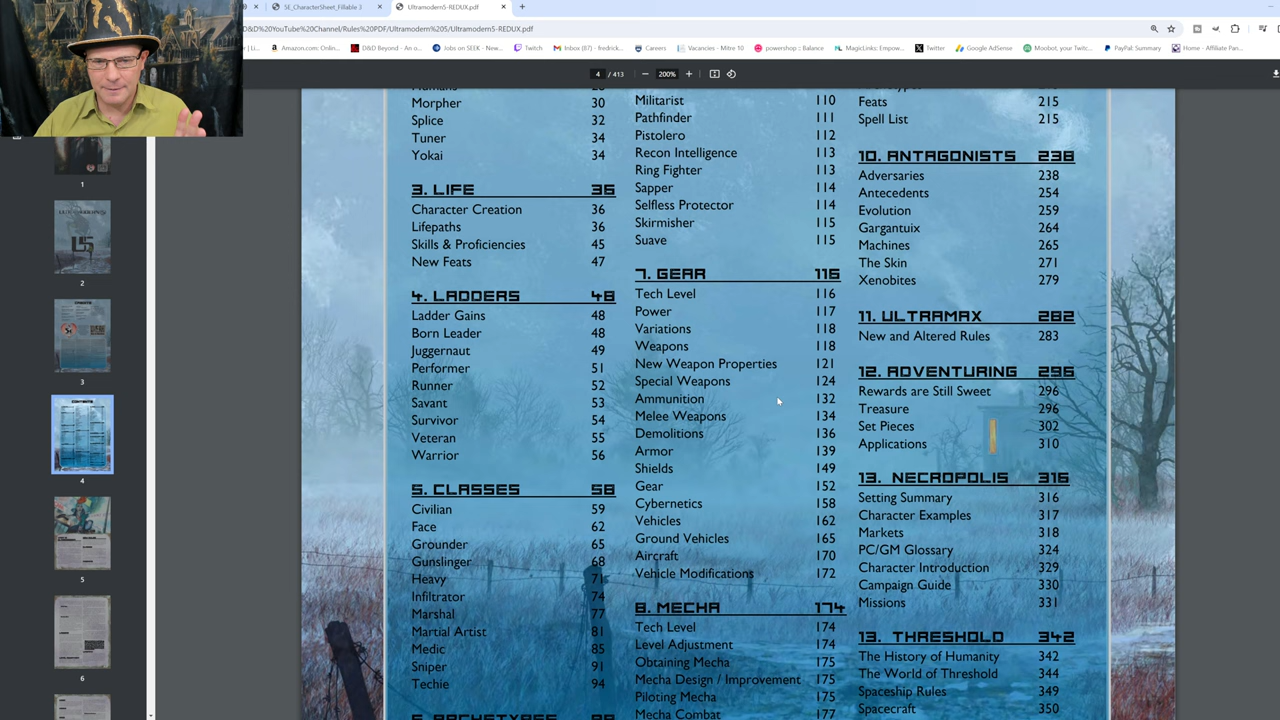 5E_CharacterSheet_Fillable 3
Ultramodern5-REDUX.pdf
D&D%20YouTube%20Channel/Rules%20PDF/Ultramodern%205/Ultramodern5-REDUX.pdf
Amazon.com: Onlin...
D&D Beyond - An o...
Jobs on SEEK - New...
Twitch
Inbox (87) - fredrick...
Careers
Vacancies - Mitre 10
powershop :: Balance
MagicLinks: Empow...
Twitter
Google AdSense
Moobot, your Twitc...
PayPal: Summary
Home - Affiliate Pan...
4 / 413
200%
1
2
3
4
5
6
Morpher 30
Splice 32
Tuner 34
Yokai 34
3. LIFE 36
Character Creation 36
Lifepaths 36
Skills & Proficiencies 45
New Feats 47
4. LADDERS 48
Ladder Gains 48
Born Leader 48
Juggernaut 49
Performer 51
Runner 52
Savant 53
Survivor 54
Veteran 55
Warrior 56
5. CLASSES 58
Civilian 59
Face 62
Grounder 65
Gunslinger 68
Heavy 71
Infiltrator 74
Marshal 77
Martial Artist 81
Medic 85
Sniper 91
Techie 94
Militarist 110
Pathfinder 111
Pistolero 112
Recon Intelligence 113
Ring Fighter 113
Sapper 114
Selfless Protector 114
Skirmisher 115
Suave 115
7. GEAR 116
Tech Level 116
Power 117
Variations 118
Weapons 118
New Weapon Properties 121
Special Weapons 124
Ammunition 132
Melee Weapons 134
Demolitions 136
Armor 139
Shields 149
Gear 152
Cybernetics 158
Vehicles 162
Ground Vehicles 165
Aircraft 170
Vehicle Modifications 172
8. MECHA 174
Tech Level 174
Level Adjustment 174
Obtaining Mecha 175
Mecha Design / Improvement 175
Piloting Mecha 175
Mecha Combat 177
Feats 215
Spell List 215
10. ANTAGONISTS 238
Adversaries 238
Antecedents 254
Evolution 259
Gargantuix 264
Machines 265
The Skin 271
Xenobites 280
11. ULTRAMAX 282
New and Altered Rules 283
12. ADVENTURING 296
Rewards are Still Sweet 296
Treasure 296
Set Pieces 302
Applications 310
13. NECROPOLIS 316
Setting Summary 316
Character Examples 317
Markets 318
PC/GM Glossary 324
Character Introduction 329
Campaign Guide 330
Missions 331
13. THRESHOLD 342
The History of Humanity 342
The World of Threshold 344
Spaceship Rules 349
Spacecraft 350